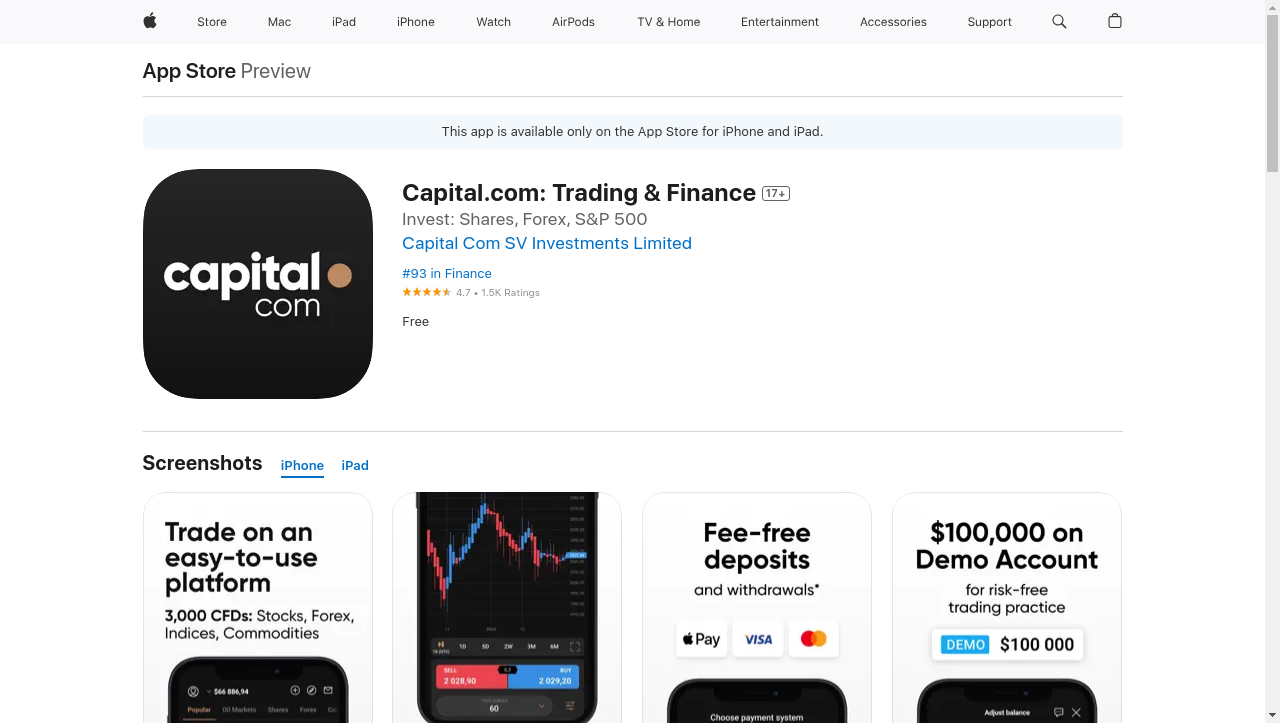 Store Mac iPad iPhone Watch AirPods TV & Home Entertainment Accessories Support
App Store Preview
This app is available only on the App Store for iPhone and iPad.
capital
com
Capital.com: Trading & Finance 17+
Invest: Shares, Forex, S&P 500
Capital Com SV Investments Limited
#93 in Finance
4.7 • 1.5K Ratings
Free
Screenshots iPhone iPad
Trade on an
easy-to-use
platform
3,000 CFDs: Stocks, Forex,
Indices, Commodities
$66 886,94
Popular Oil Markets Shares Forex
1D 5D 2W 3M 6M
SELL 0,3 BUY
2 028,90 2 029,20
60
Fee-free
deposits
and withdrawals*
Pay VISA
Choose payment system
$100,000 on
Demo Account
for risk-free
trading practice
DEMO $100 000
Adjust balance